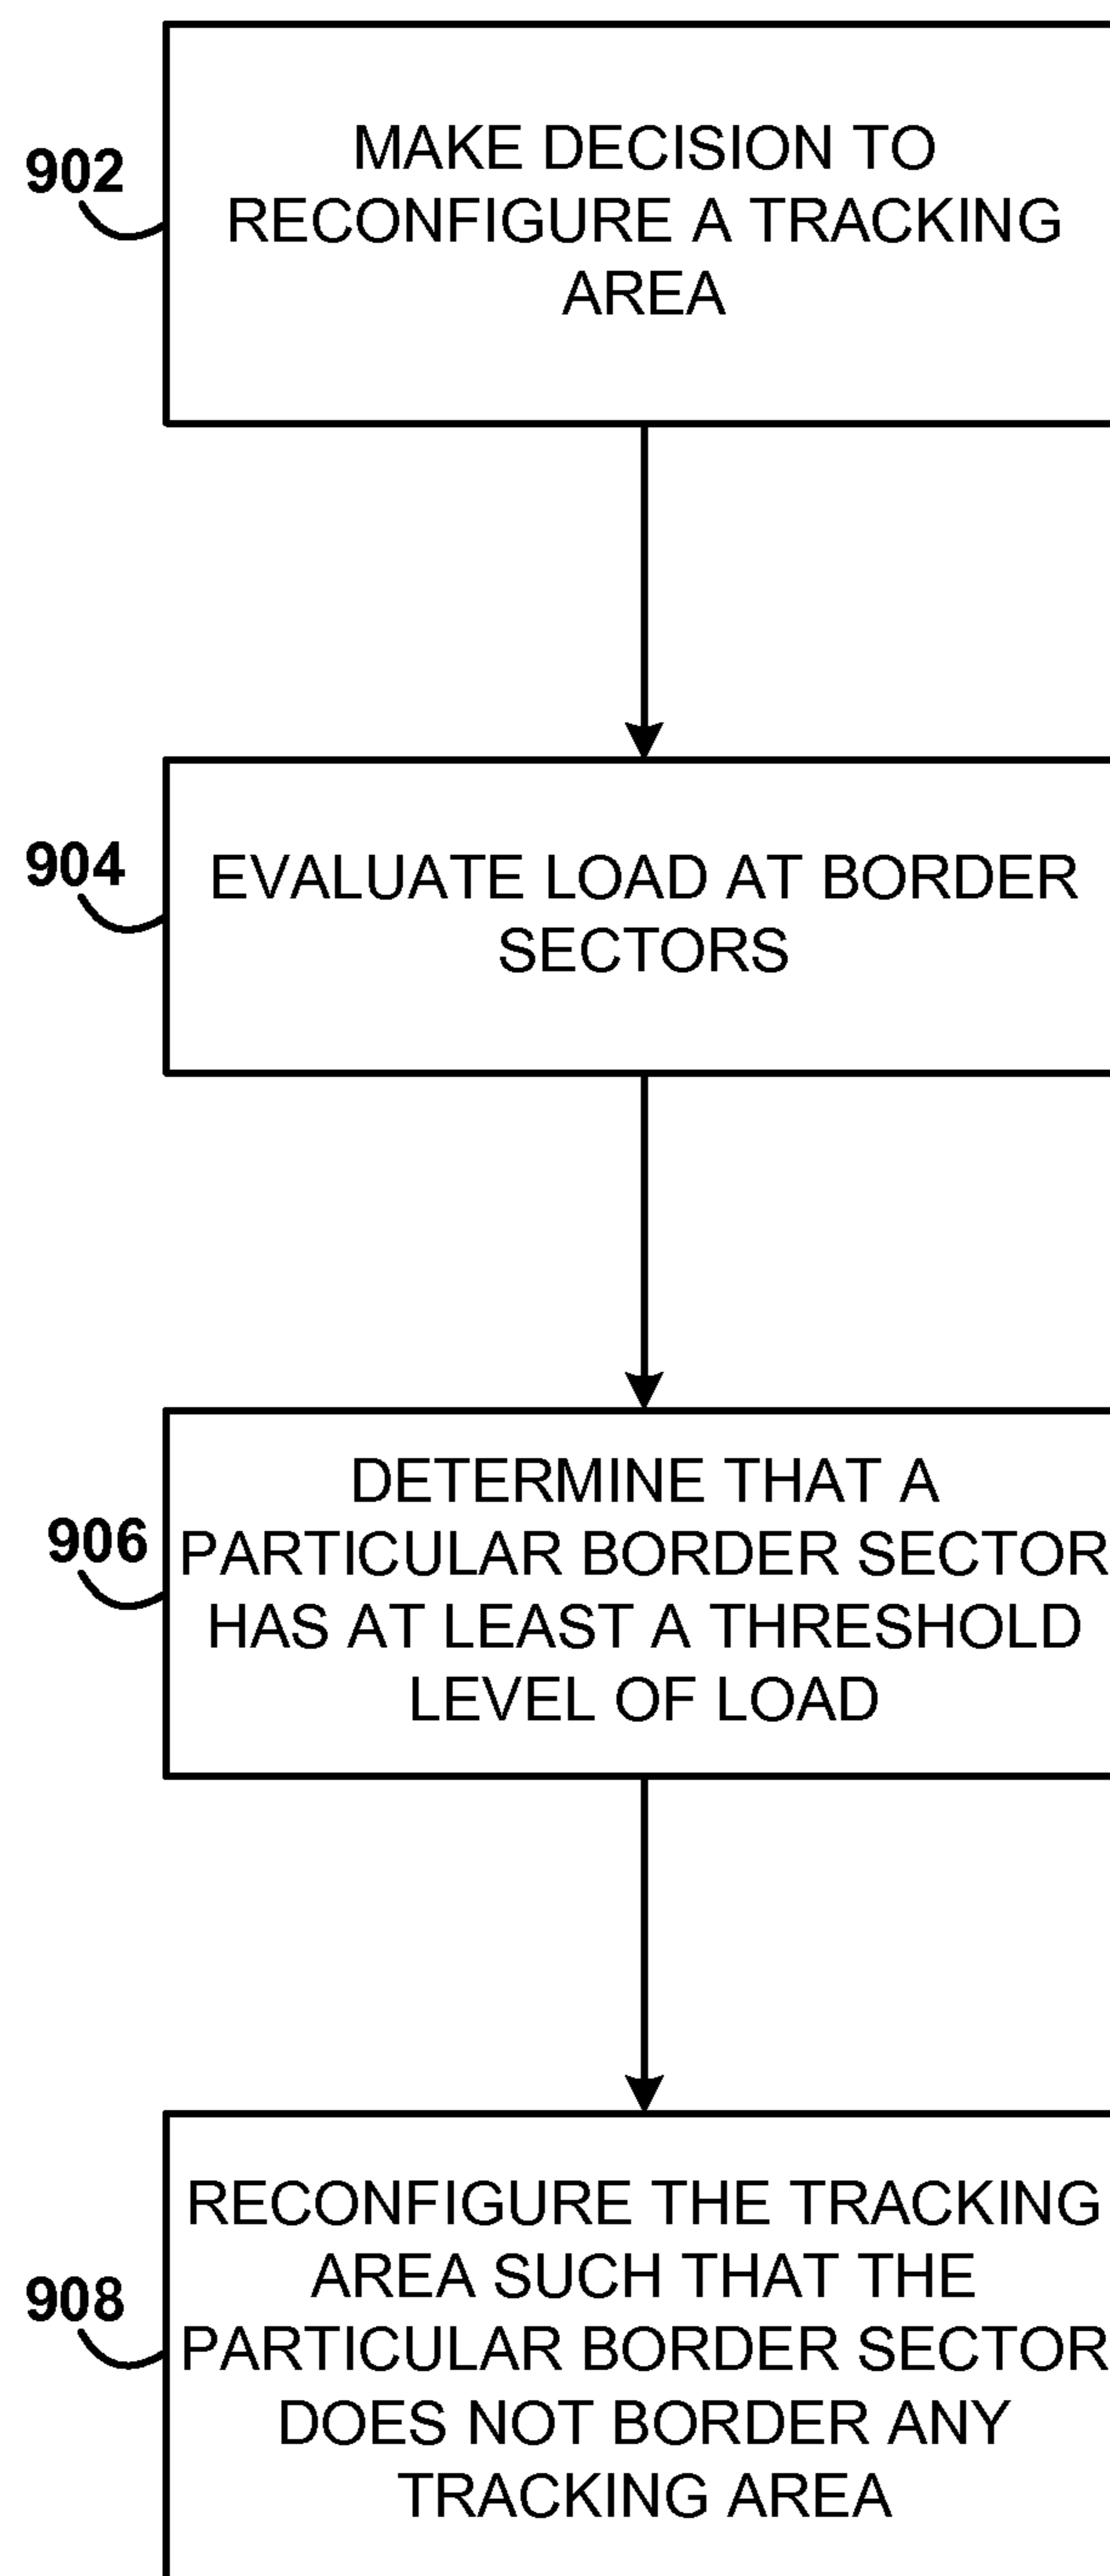 902
MAKE DECISION TO
RECONFIGURE A TRACKING
AREA
904
EVALUATE LOAD AT BORDER
SECTORS
906
DETERMINE THAT A
PARTICULAR BORDER SECTOR
HAS AT LEAST A THRESHOLD
LEVEL OF LOAD
908
RECONFIGURE THE TRACKING
AREA SUCH THAT THE
PARTICULAR BORDER SECTOR
DOES NOT BORDER ANY
TRACKING AREA